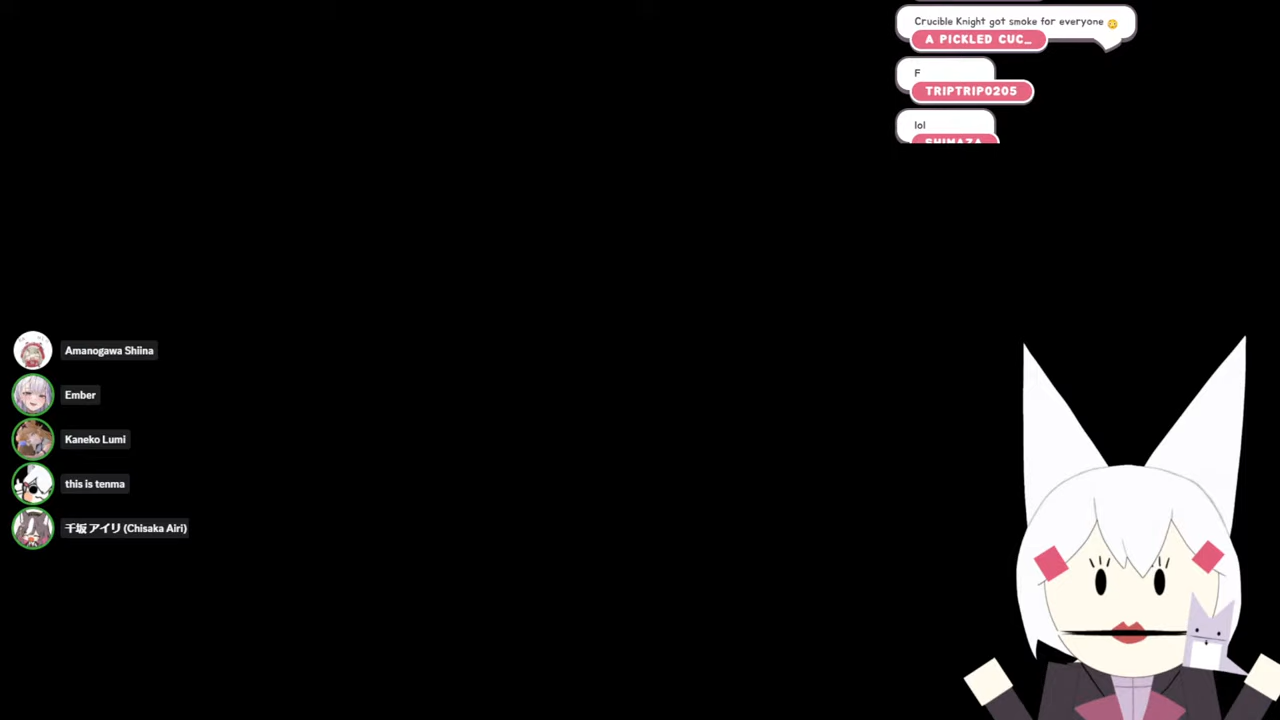 Crucible Knight got smoke for everyone
A PICKLED CUC_
F
TRIPTRIP0205
lol
SHIMAZA
Amanogawa Shiina
Ember
Kaneko Lumi
this is tenma
千坂 アイリ (Chisaka Airi)